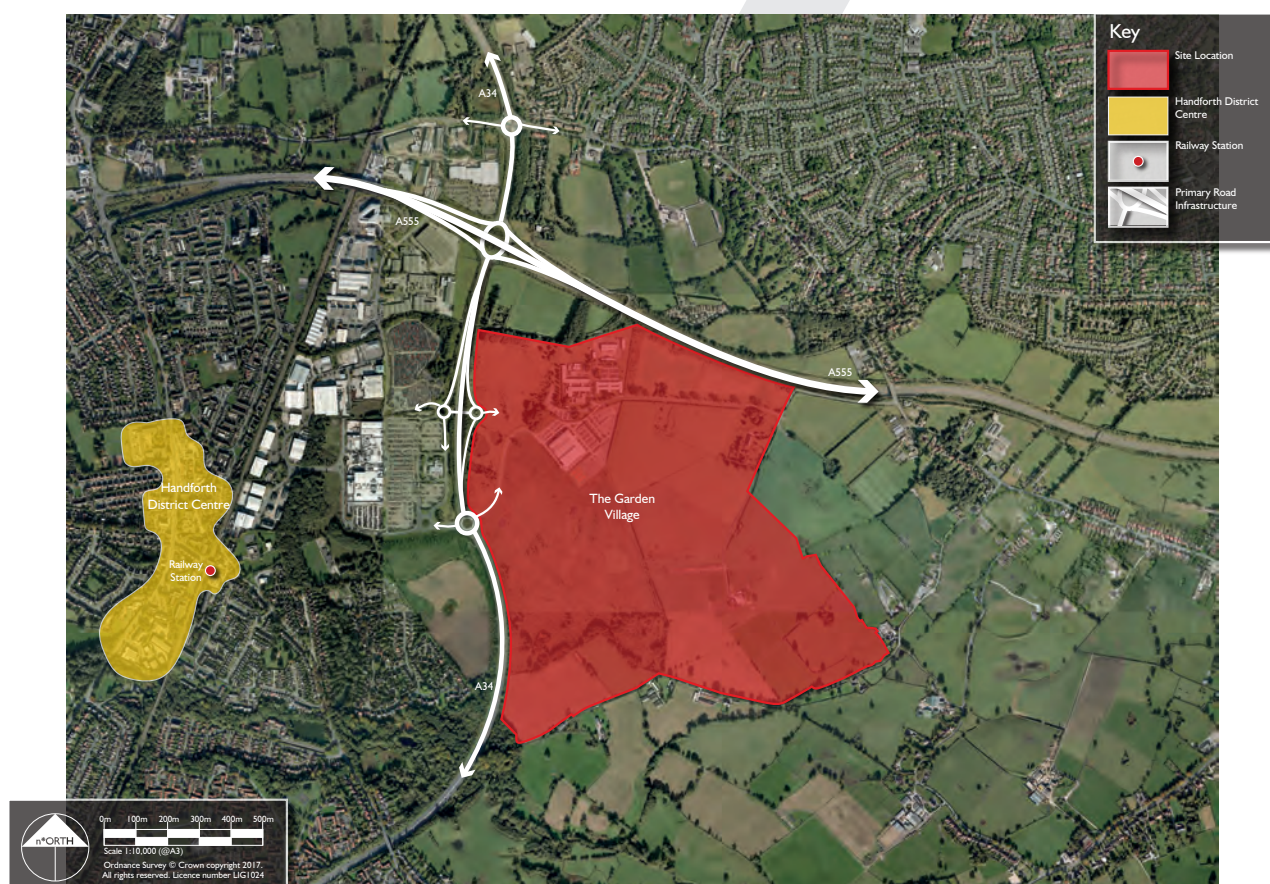 Key
Site Location
Handforth District
Centre
Railway Station
Primary Road
Infrastructure
A34
A555
A555
The Garden
Village
Handforth
District Centre
Railway
Station
A34
n*ORTH
0m 100m 200m 300m 400m 500m
Scale 1:10,000 (@A3)
Ordnance Survey © Crown copyright 2017.
All rights reserved. Licence number LIG1024